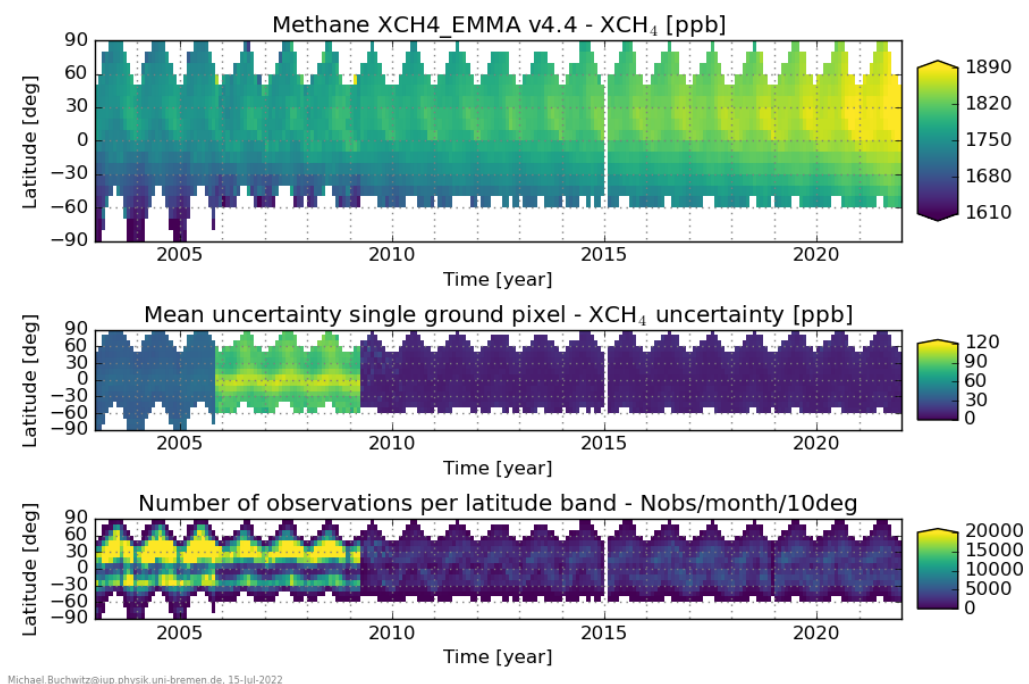 Methane XCH4_EMMA v4.4 - XCH₄ [ppb]
Latitude [deg]
90
60
30
0
−30
−60
−90
2005 2010 2015 2020
Time [year]
1890
1820
1750
1680
1610
Mean uncertainty single ground pixel - XCH₄ uncertainty [ppb]
Latitude [deg]
90
60
30
0
−30
−60
−90
2005 2010 2015 2020
Time [year]
120
90
60
30
0
Number of observations per latitude band - Nobs/month/10deg
Latitude [deg]
90
60
30
0
−30
−60
−90
2005 2010 2015 2020
Time [year]
20000
15000
10000
5000
0
Michael.Buchwitz@iup.physik.uni-bremen.de, 15-Jul-2022